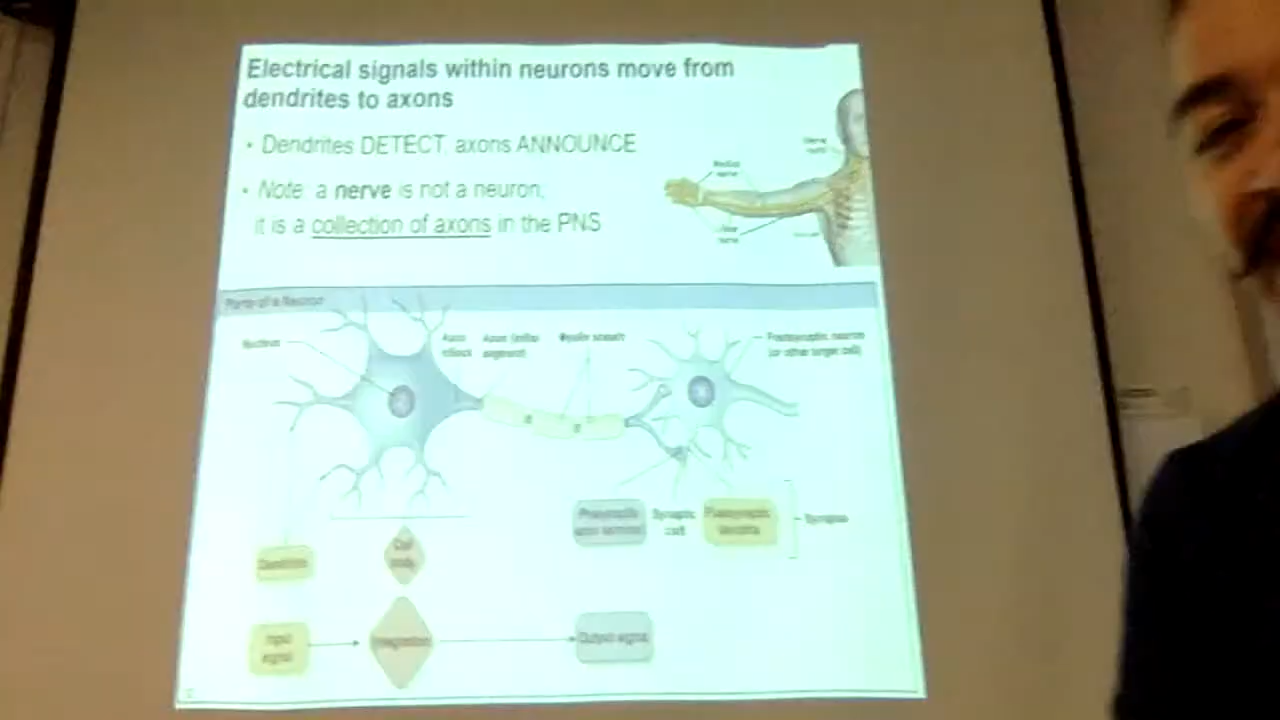 Electrical signals within neurons move from
dendrites to axons
• Dendrites DETECT, axons ANNOUNCE
• Note: a nerve is not a neuron;
it is a collection of axons in the PNS
Parts of a Neuron
Nucleus
Axon
hillock
Axon (initial
segment)
Myelin sheath
Postsynaptic neuron
(or other target cell)
Presynaptic
axon terminal
Synaptic
cleft
Postsynaptic
dendrite
Synapse
Dendrites
Cell
body
Input
signal
Integration
Output signal